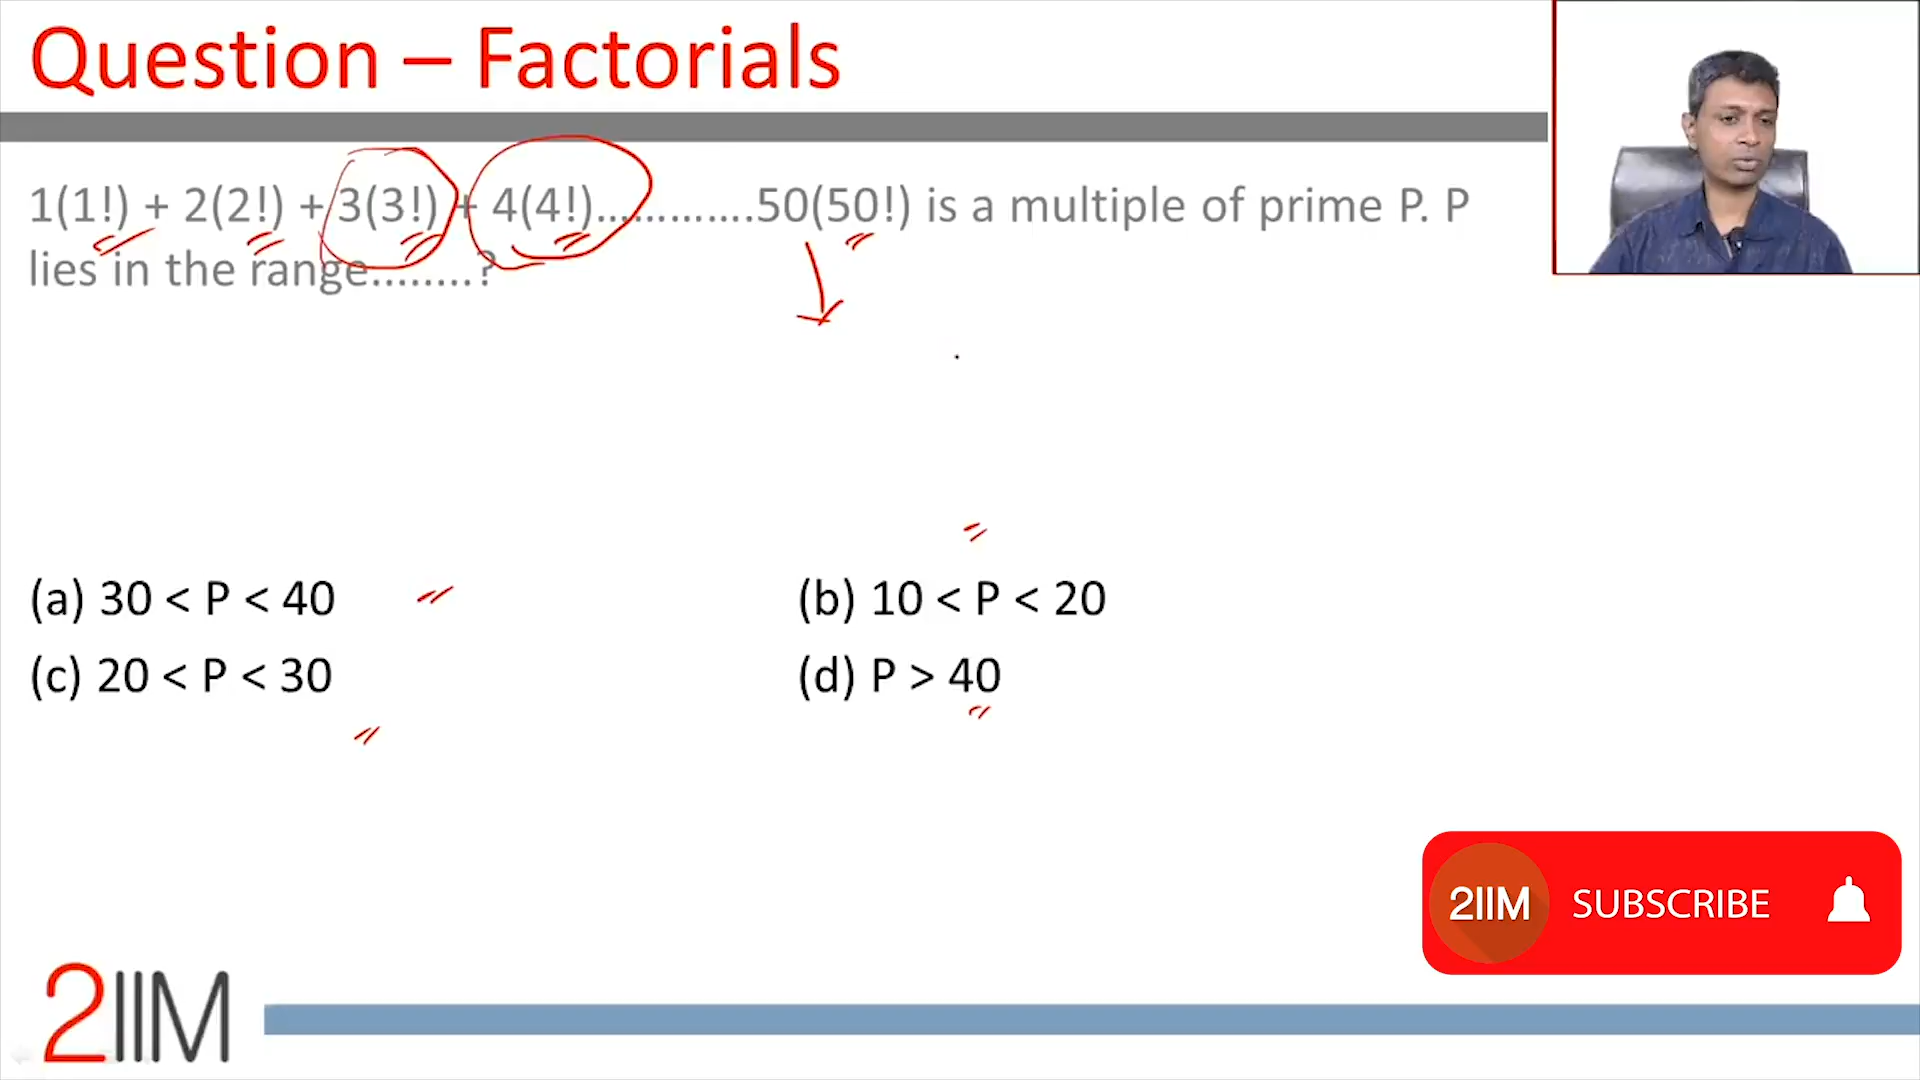 Question – Factorials
1(1!) + 2(2!) + 3(3!) + 4(4!).............50(50!) is a multiple of prime P. P
lies in the range........?
(a) 30 < P < 40
(b) 10 < P < 20
(c) 20 < P < 30
(d) P > 40
2IIM SUBSCRIBE
2IIM